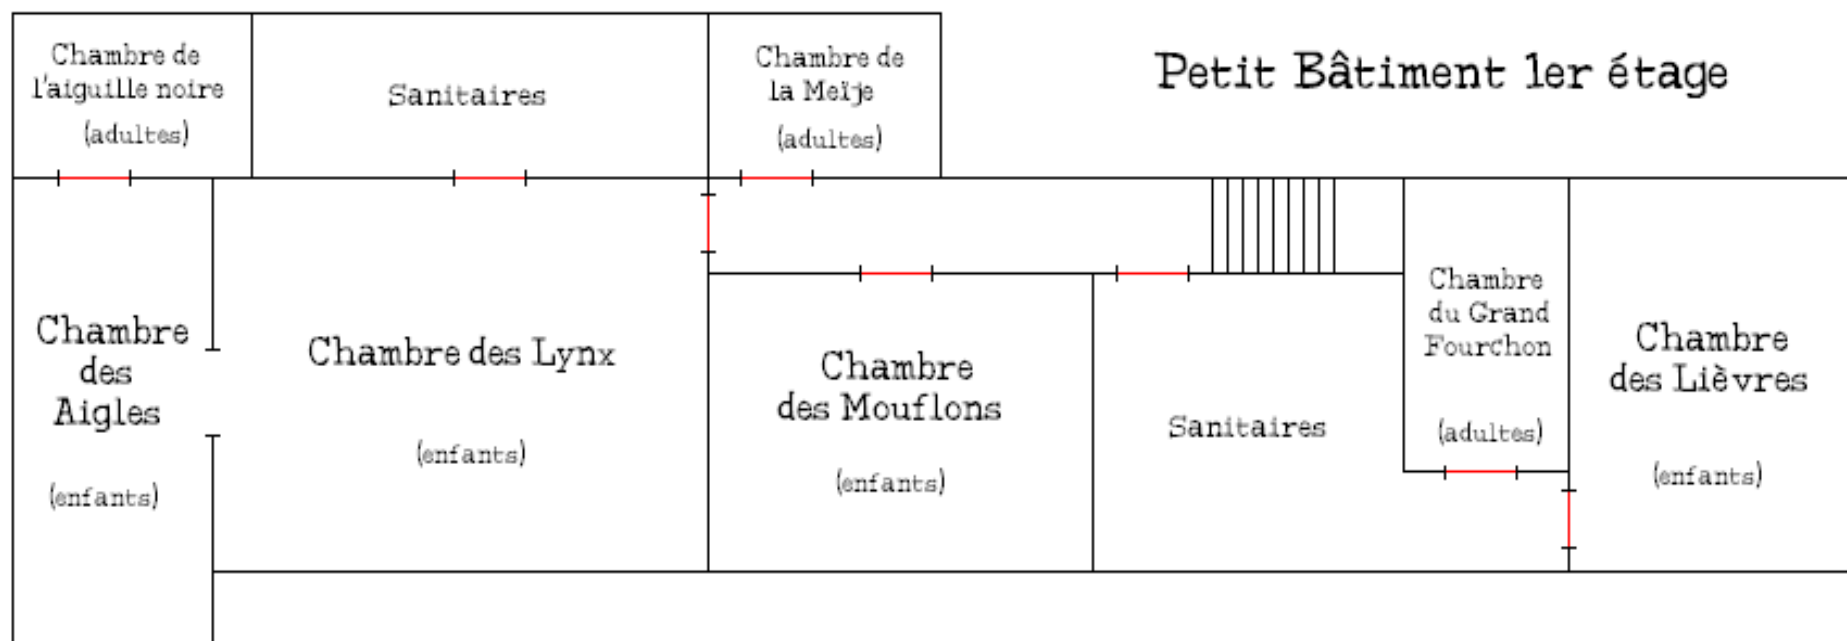 Chambre de
l'aiguille noire
(adultes)
Sanitaires
Chambre de
la Meïje
(adultes)
Petit Bâtiment 1er étage
Chambre
des
Aigles
(enfants)
Chambre des Lynx
(enfants)
Chambre
des Mouflons
(enfants)
Sanitaires
Chambre
du Grand
Fourchon
(adultes)
Chambre
des Lièvres
(enfants)